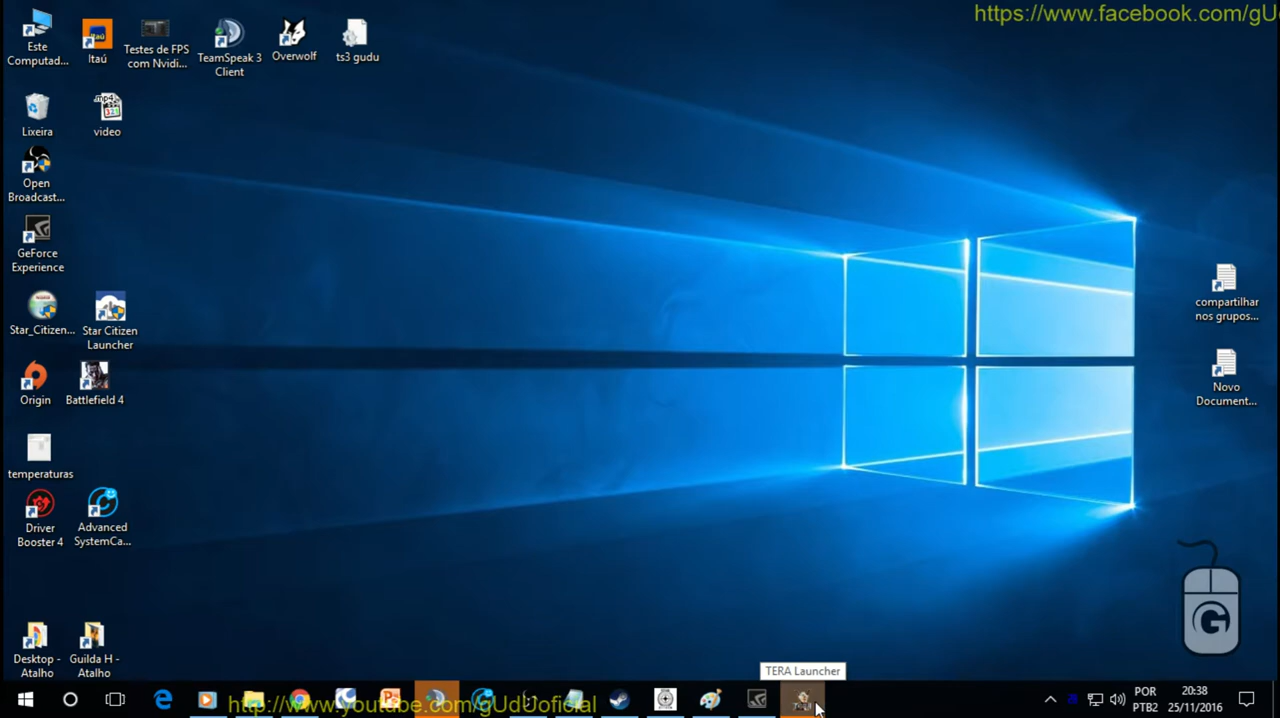 https://www.facebook.com/gU
Este
Computad...
Itaú
Testes de FPS
com Nvidi...
TeamSpeak 3
Client
Overwolf
ts3 gudu
Lixeira
video
Open
Broadcast...
GeForce
Experience
Star_Citizen...
Star Citizen
Launcher
compartilhar
nos grupos...
Origin
Battlefield 4
Novo
Document...
temperaturas
Driver
Booster 4
Advanced
SystemCa...
Desktop -
Atalho
Guilda H -
Atalho
TERA Launcher
http://www.youtube.com/gUdUoficial
POR
PTB2
20:38
25/11/2016